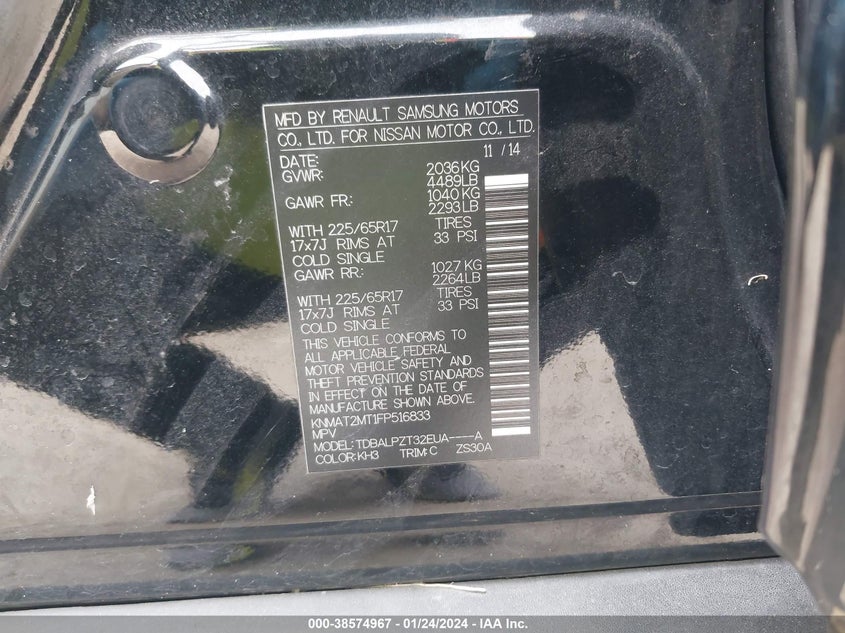 MFD BY RENAULT SAMSUNG MOTORS
CO., LTD. FOR NISSAN MOTOR CO., LTD.
DATE: 11 / 14
GVWR: 2036 KG
4489LB
GAWR FR: 1040 KG
2293 LB
WITH 225/65R17 TIRES
17x7J RIMS AT 33 PSI
COLD SINGLE
GAWR RR: 1027 KG
2264LB
WITH 225/65R17 TIRES
17x7J RIMS AT 33 PSI
COLD SINGLE
THIS VEHICLE CONFORMS TO
ALL APPLICABLE FEDERAL
MOTOR VEHICLE SAFETY AND
THEFT PREVENTION STANDARDS
IN EFFECT ON THE DATE OF
MANUFACTURE SHOWN ABOVE.
KNMAT2MT1FP516833
MPV
MODEL: TDBALPZT32EUA----A
COLOR: KH3 TRIM: C ZS30A
000-38574967 - 01/24/2024 - IAA Inc.